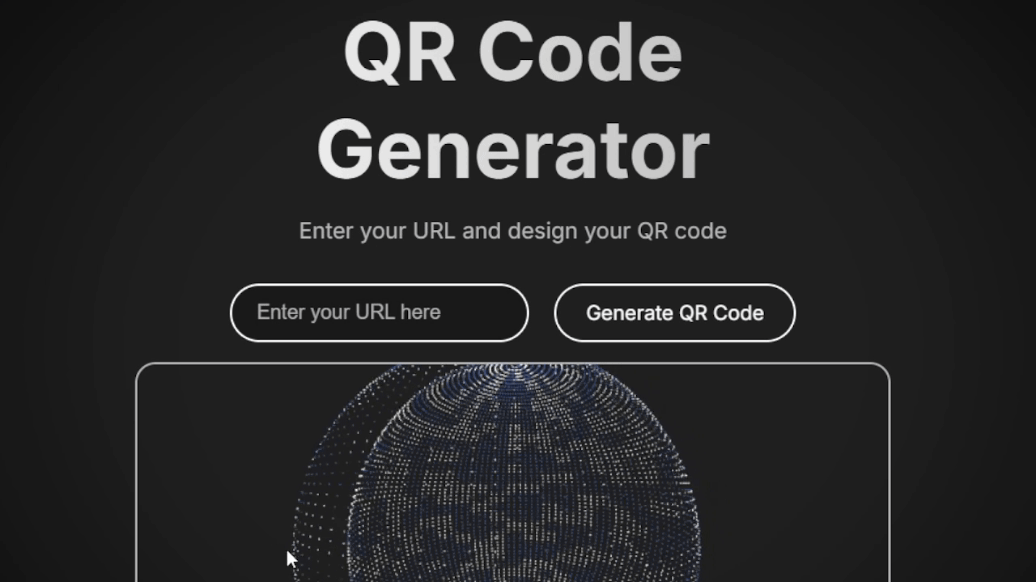 QR Code
Generator
Enter your URL and design your QR code
Enter your URL here
Generate QR Code